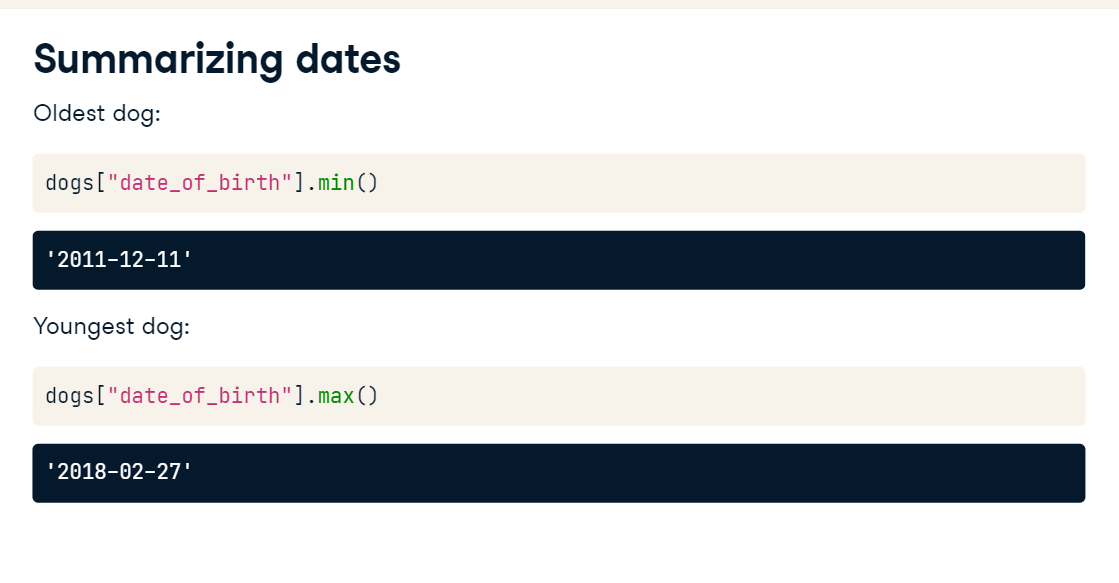 Summarizing dates
Oldest dog:
dogs["date_of_birth"].min()
'2011-12-11'
Youngest dog:
dogs["date_of_birth"].max()
'2018-02-27'